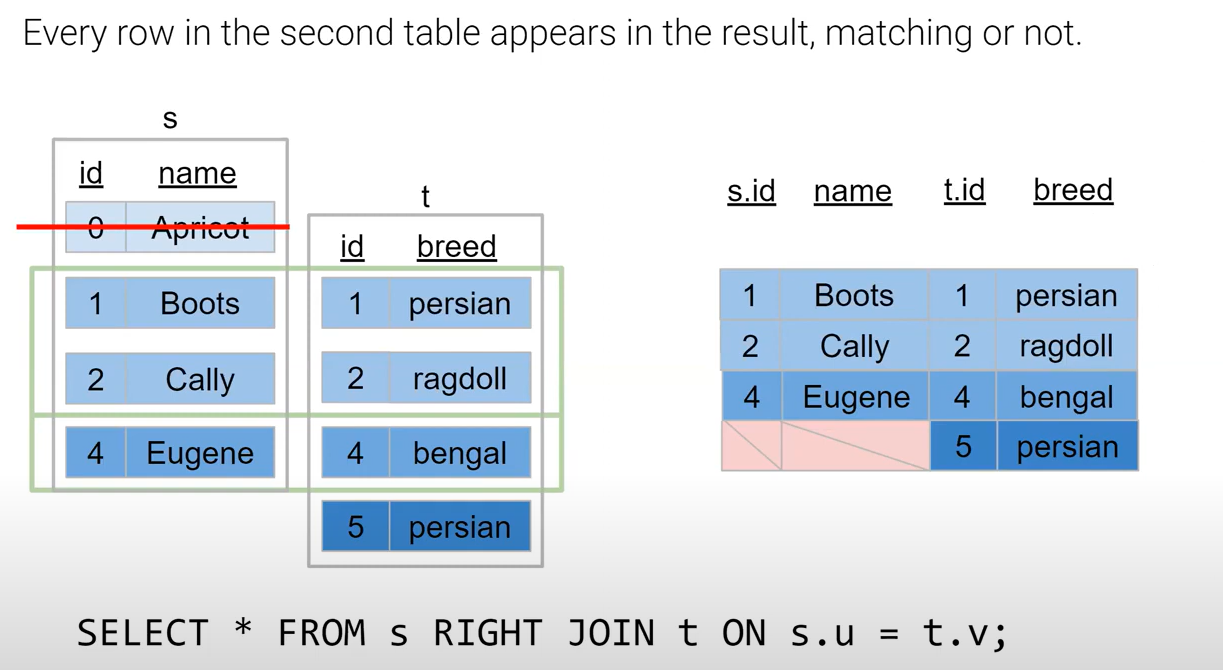 Every row in the second table appears in the result, matching or not.
s
id name
0 Apricot
1 Boots
2 Cally
4 Eugene
t
id breed
1 persian
2 ragdoll
4 bengal
5 persian
s.id name t.id breed
1 Boots 1 persian
2 Cally 2 ragdoll
4 Eugene 4 bengal
5 persian
SELECT * FROM s RIGHT JOIN t ON s.u = t.v;